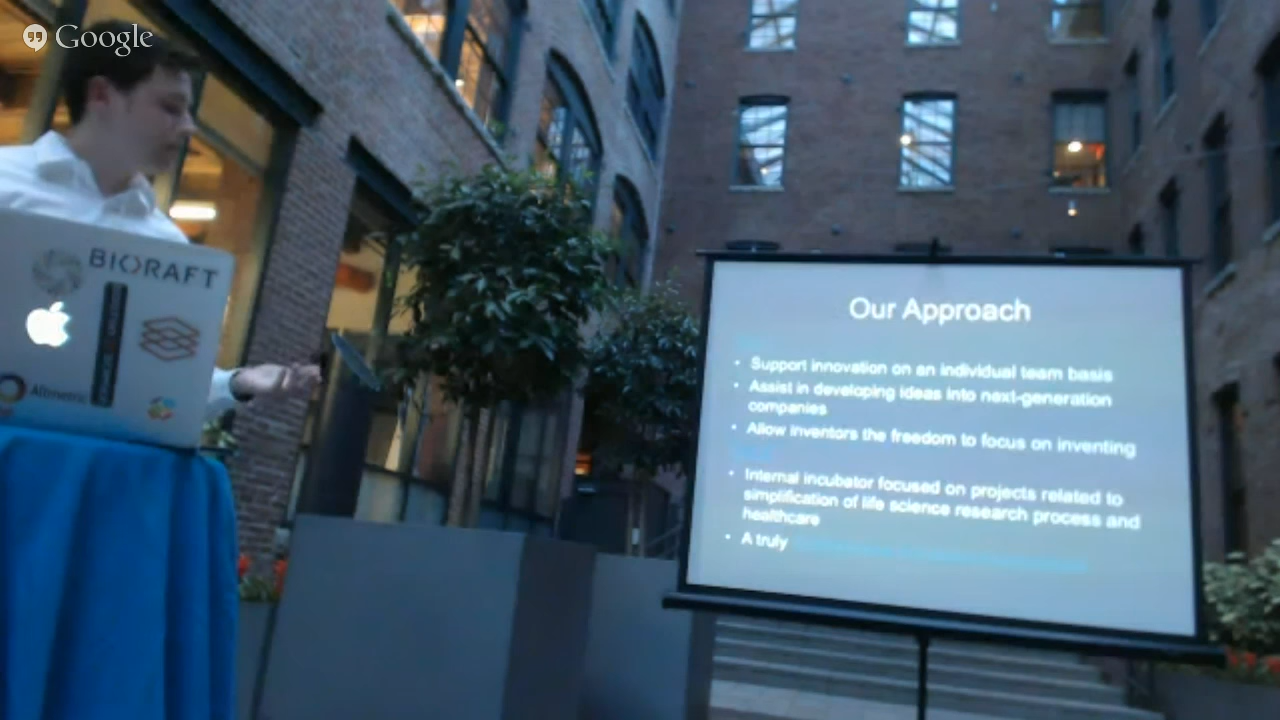 Google
BIORAFT
Altmetric
Our Approach
• Support innovation on an individual team basis
• Assist in developing ideas into next-generation
companies
• Allow inventors the freedom to focus on inventing
• Internal incubator focused on projects related to
simplification of life science research process and
healthcare
• A truly